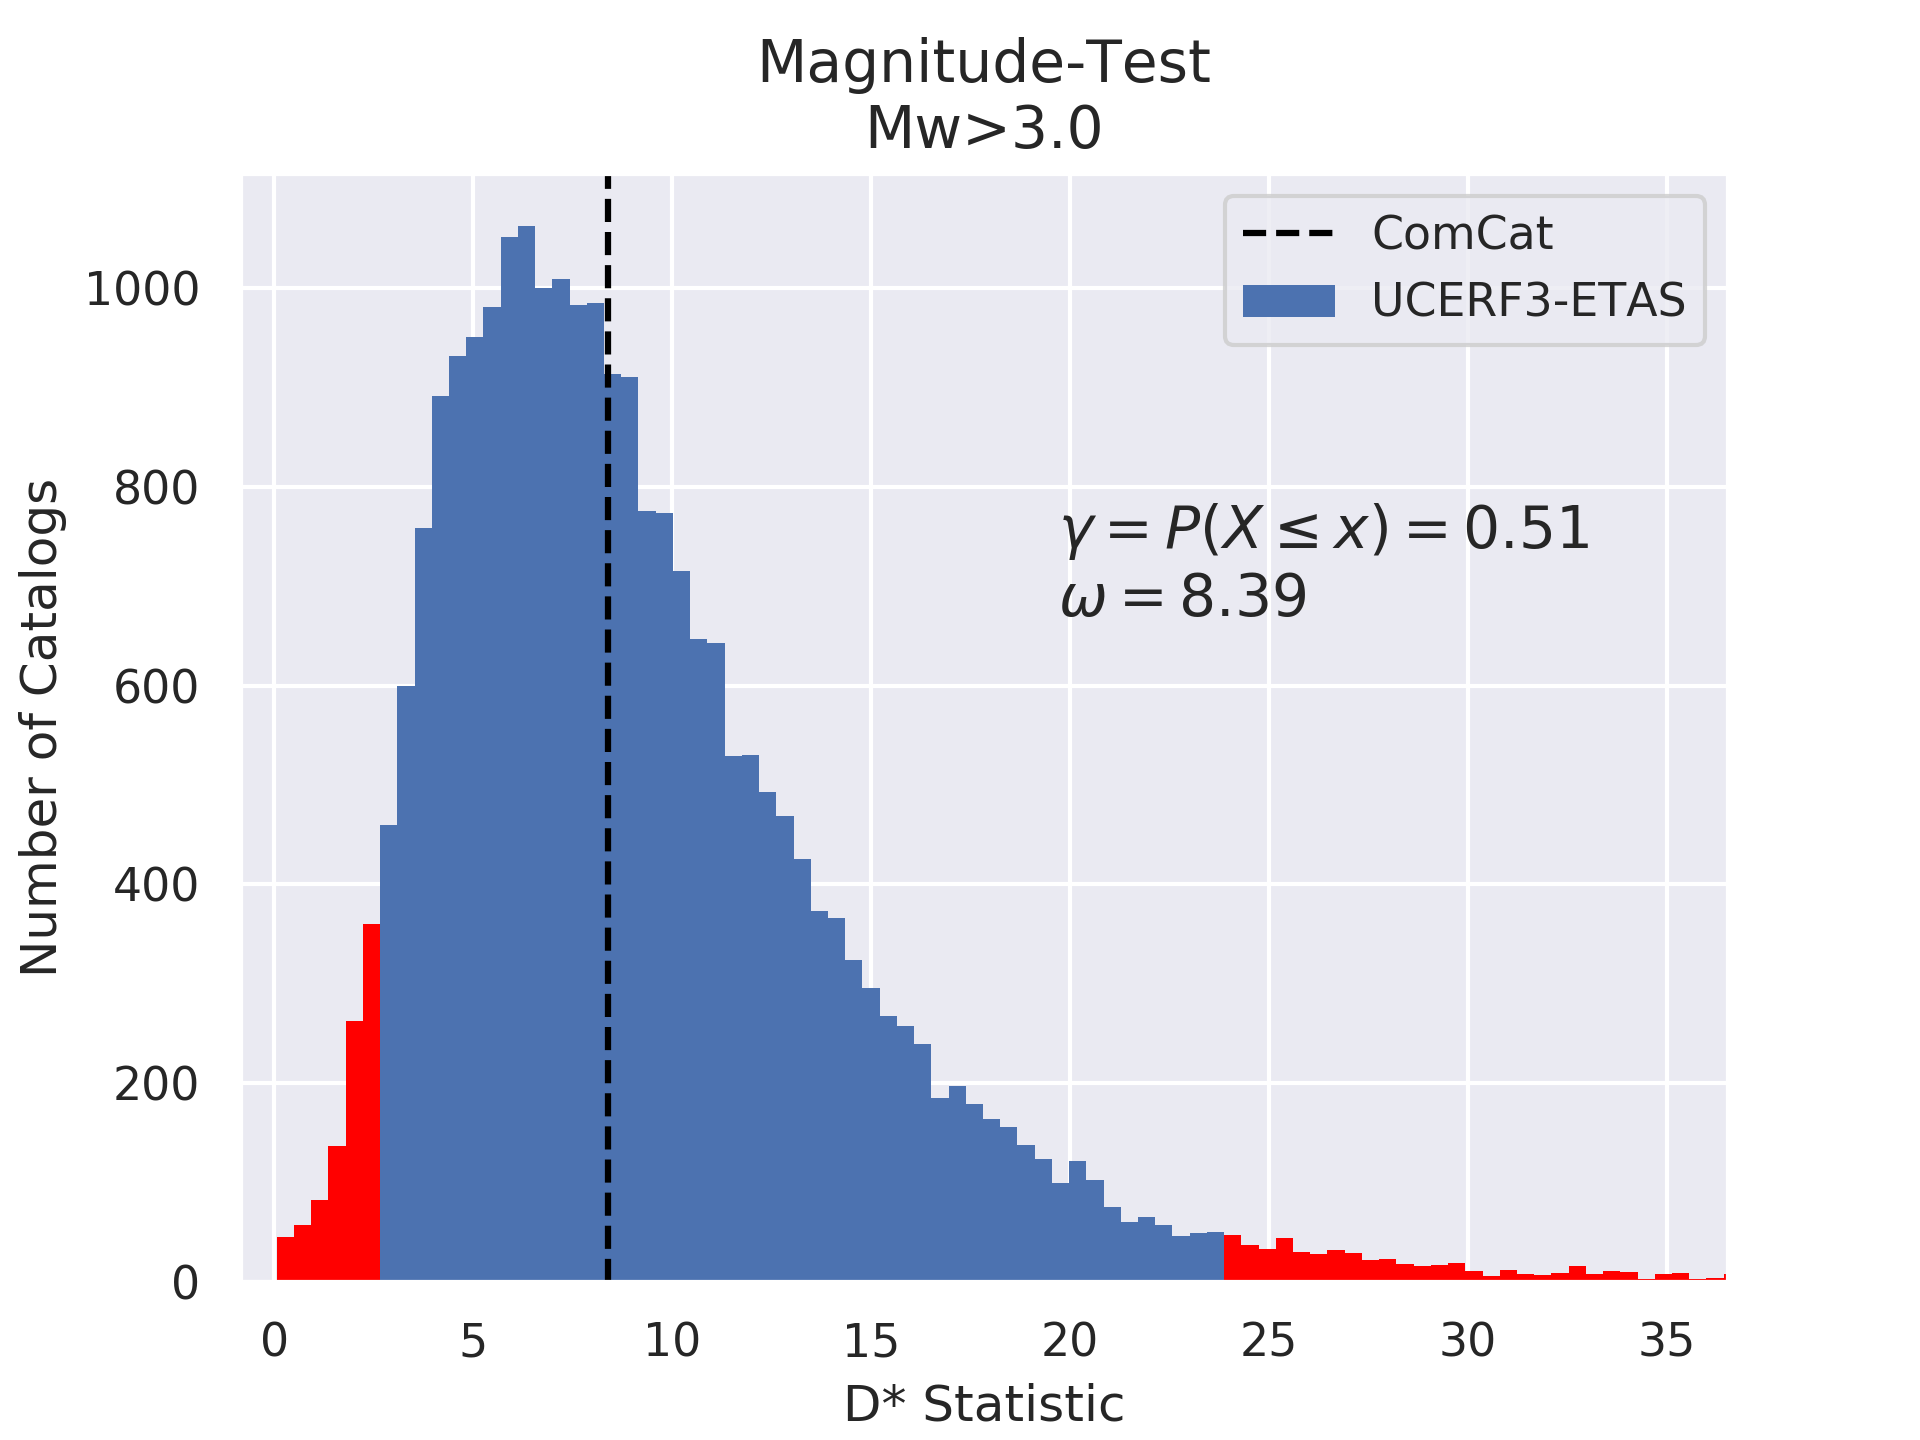 Magnitude-Test
Mw>3.0
ComCat
UCERF3-ETAS
γ = P(X ≤ x) = 0.51
ω = 8.39
Number of Catalogs
1000
800
600
400
200
0
0 5 10 15 20 25 30 35
D* Statistic